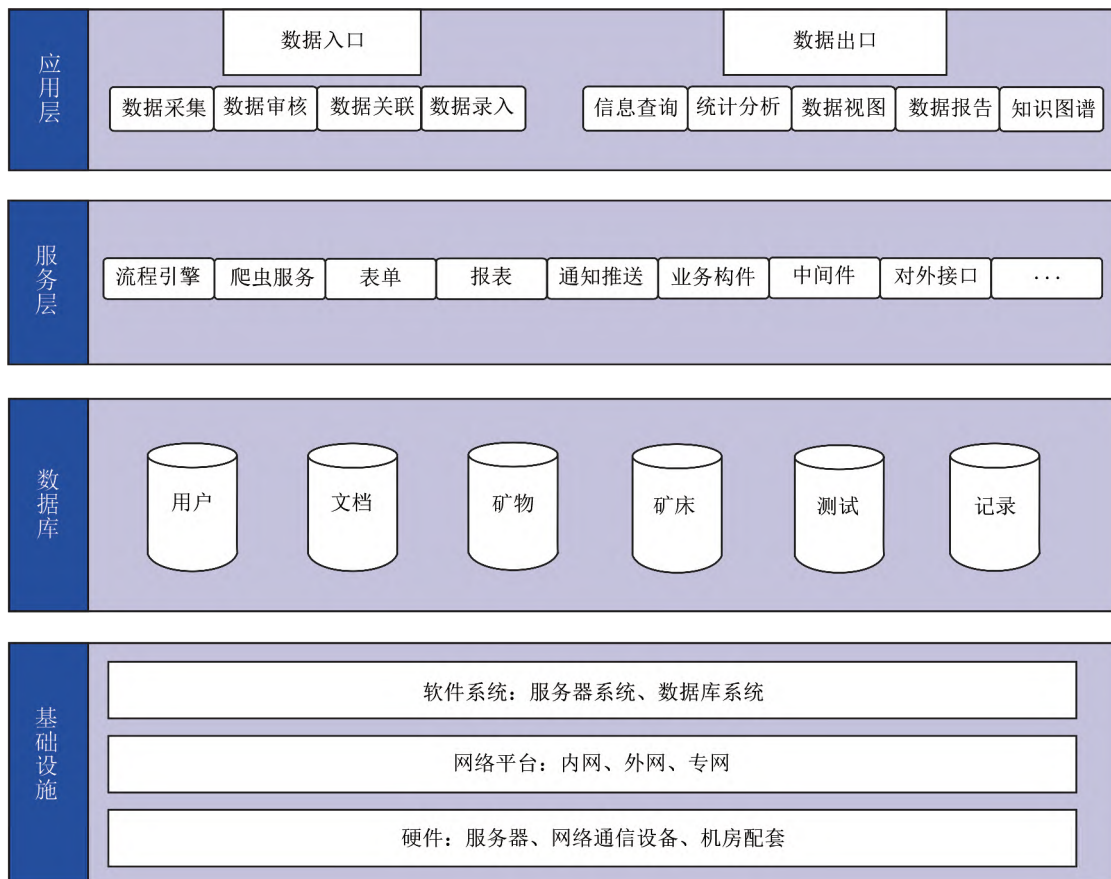 应用层
数据入口
数据出口
数据采集
数据审核
数据关联
数据录入
信息查询
统计分析
数据视图
数据报告
知识图谱
服务层
流程引擎
爬虫服务
表单
报表
通知推送
业务构件
中间件
对外接口
...
数据库
用户
文档
矿物
矿床
测试
记录
基础设施
软件系统：服务器系统、数据库系统
网络平台：内网、外网、专网
硬件：服务器、网络通信设备、机房配套